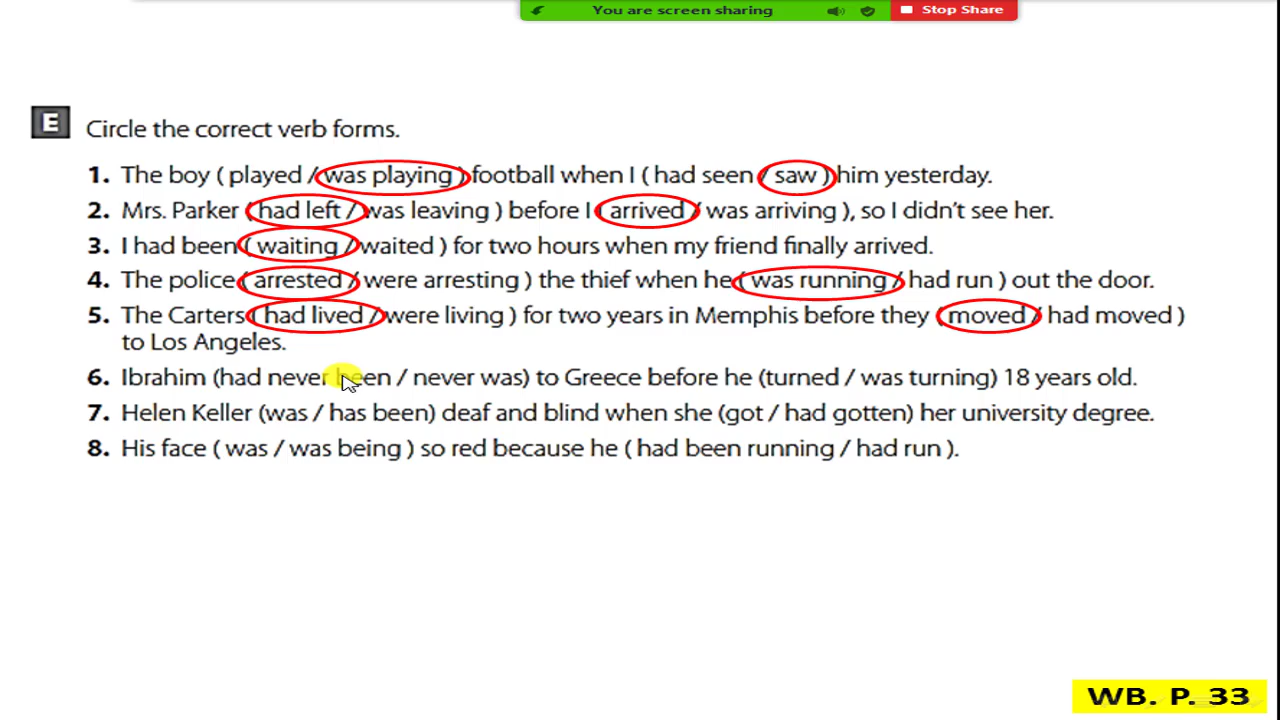 You are screen sharing Stop Share
E Circle the correct verb forms.
1. The boy ( played / was playing ) football when I ( had seen / saw ) him yesterday.
2. Mrs. Parker ( had left / was leaving ) before I ( arrived / was arriving ), so I didn't see her.
3. I had been ( waiting / waited ) for two hours when my friend finally arrived.
4. The police ( arrested / were arresting ) the thief when he ( was running / had run ) out the door.
5. The Carters ( had lived / were living ) for two years in Memphis before they ( moved / had moved )
to Los Angeles.
6. Ibrahim (had never been / never was) to Greece before he (turned / was turning) 18 years old.
7. Helen Keller (was / has been) deaf and blind when she (got / had gotten) her university degree.
8. His face ( was / was being ) so red because he ( had been running / had run ).
WB. P. 33